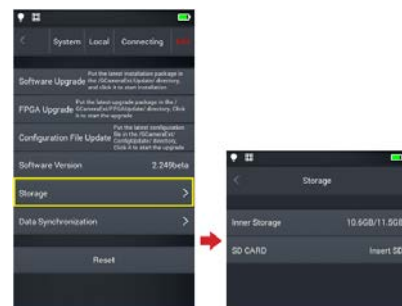 System Local Connecting
Software Upgrade
Put the latest installation package in
the /GCameraExt/Update/ directory,
and click it to start installation
FPGA Upgrade
Put the latest upgrade package in the /
GCameraExt/FPGAUpdate/ directory, Click
it to start the upgrade
Configuration File Update
Put the latest configuration
file in the /GCameraExt/
ConfigUpdate/ directory,
Click it to start the upgrade
Software Version 2.249beta
Storage
Data Synchronization
Reset
Storage
Inner Storage 10.6GB/11.5GB
SD CARD Insert SD